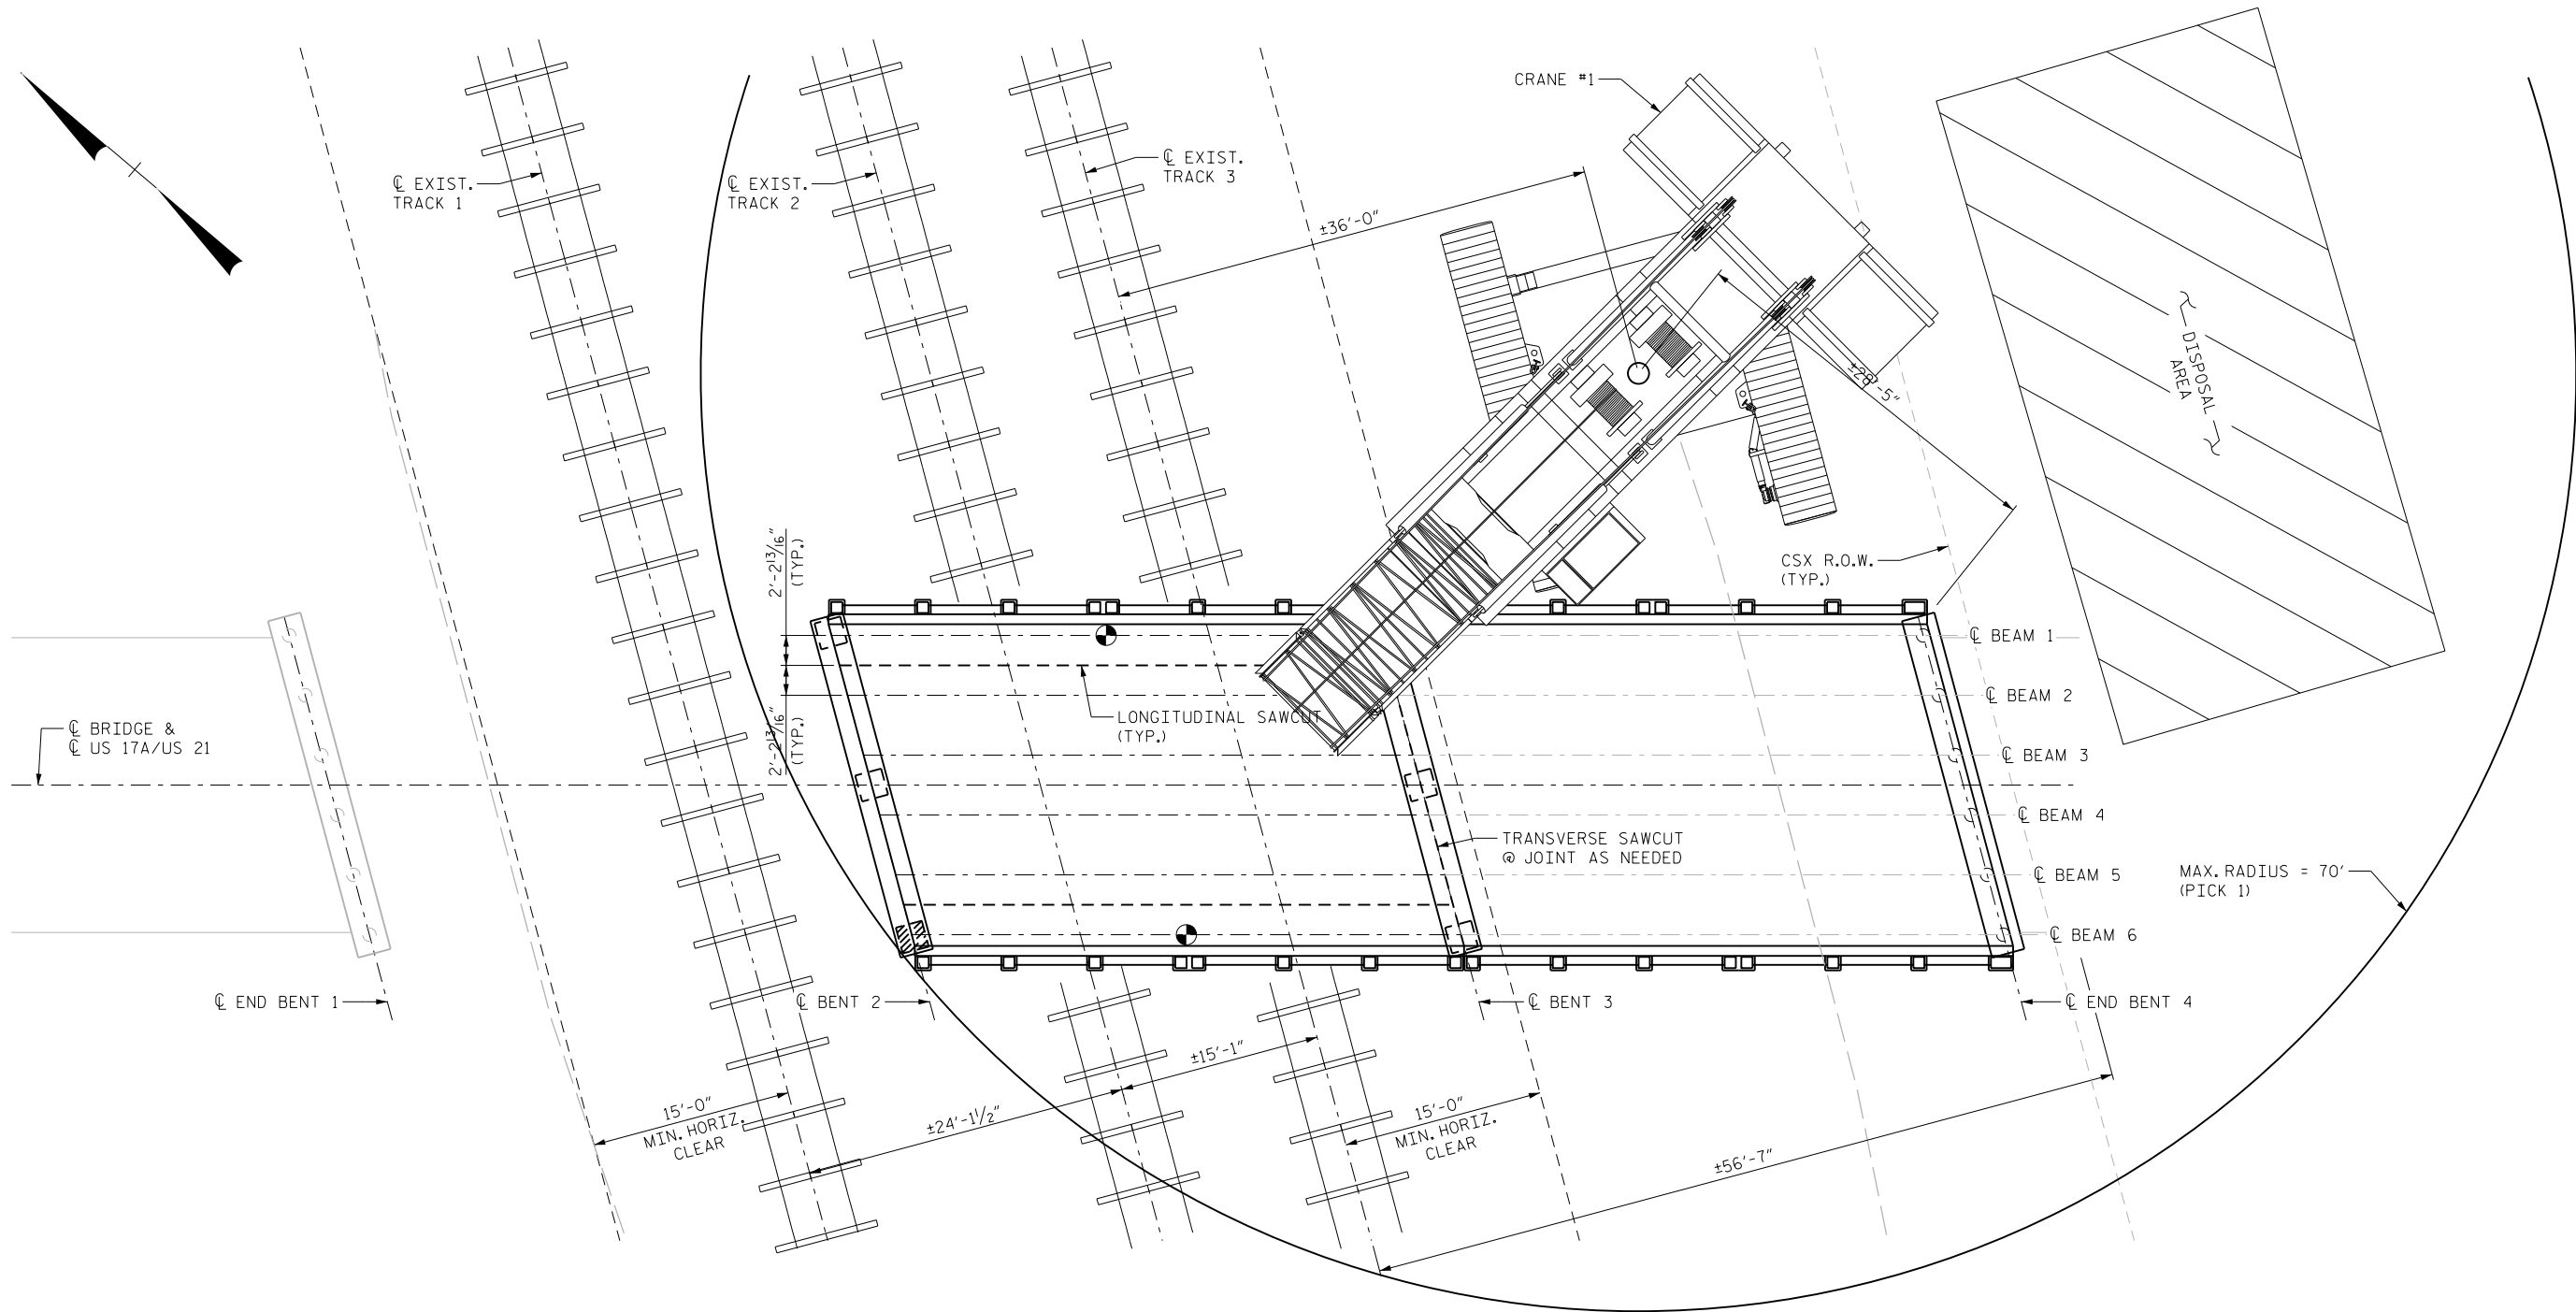 CRANE #1
℄ EXIST.
TRACK 1
℄ EXIST.
TRACK 2
℄ EXIST.
TRACK 3
±36'-0"
±28'-5"
DISPOSAL
AREA
2'-2 13/16"
(TYP.)
CSX R.O.W.
(TYP.)
℄ BEAM 1
℄ BEAM 2
℄ BEAM 3
℄ BEAM 4
℄ BEAM 5
℄ BEAM 6
℄ BRIDGE &
℄ US 17A/US 21
2'-2 13/16"
(TYP.)
LONGITUDINAL SAWCUT
(TYP.)
TRANSVERSE SAWCUT
@ JOINT AS NEEDED
MAX. RADIUS = 70'
(PICK 1)
℄ END BENT 1
℄ BENT 2
℄ BENT 3
℄ END BENT 4
15'-0"
MIN. HORIZ.
CLEAR
±24'-1 1/2"
±15'-1"
15'-0"
MIN. HORIZ.
CLEAR
±56'-7"